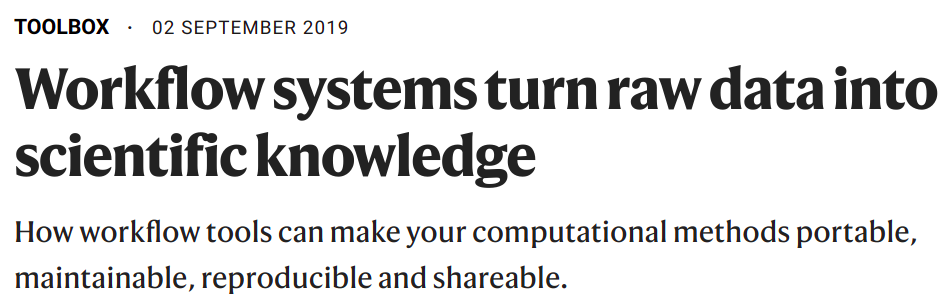 TOOLBOX · 02 SEPTEMBER 2019
Workflow systems turn raw data into
scientific knowledge
How workflow tools can make your computational methods portable,
maintainable, reproducible and shareable.